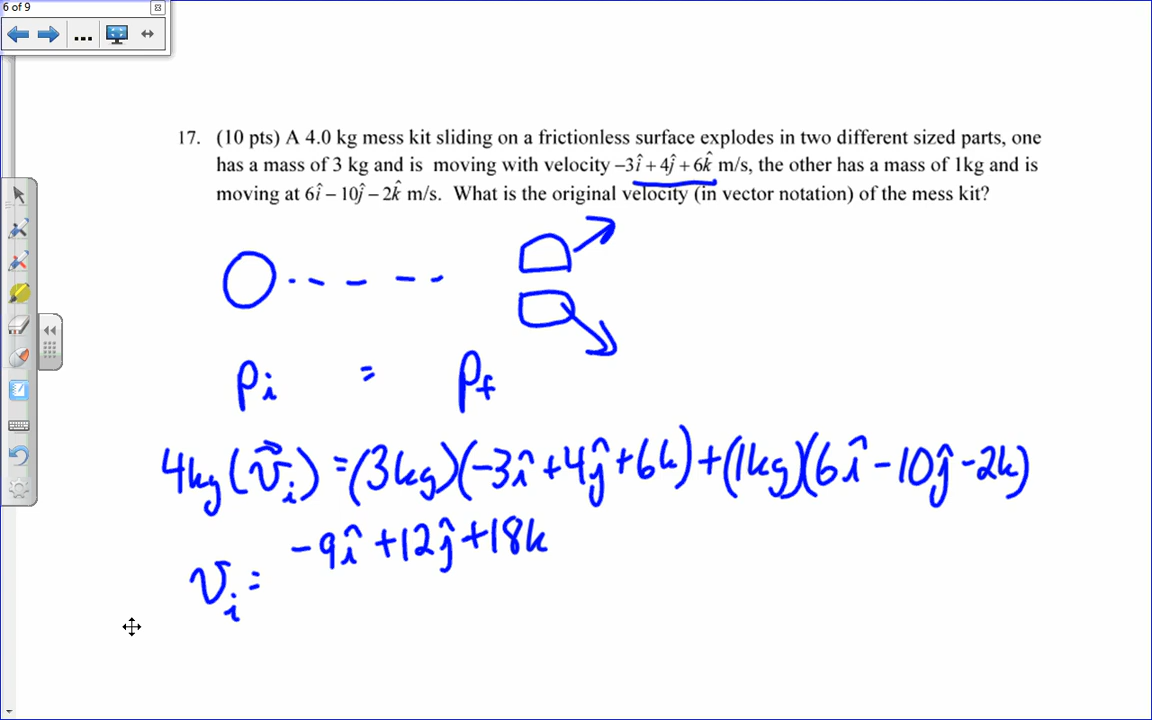 6 of 9
17. (10 pts) A 4.0 kg mess kit sliding on a frictionless surface explodes in two different sized parts, one
has a mass of 3 kg and is moving with velocity −3î + 4ĵ + 6k̂ m/s, the other has a mass of 1kg and is
moving at 6î − 10ĵ − 2k̂ m/s. What is the original velocity (in vector notation) of the mess kit?
pᵢ = p_f
4kg (v⃗ᵢ) = (3kg)(−3î + 4ĵ + 6k) + (1kg)(6î − 10ĵ − 2k)
−9î + 12ĵ + 18k
vᵢ =